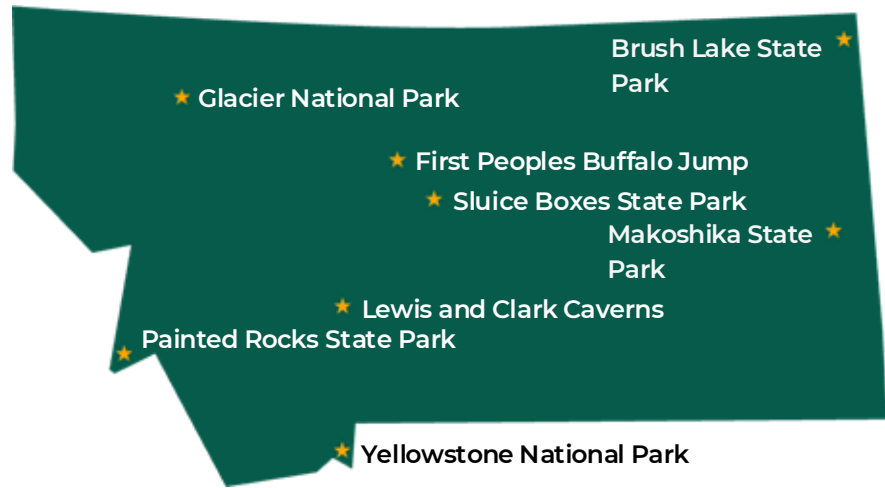 Brush Lake State
Park
Glacier National Park
First Peoples Buffalo Jump
Sluice Boxes State Park
Makoshika State
Park
Lewis and Clark Caverns
Painted Rocks State Park
Yellowstone National Park